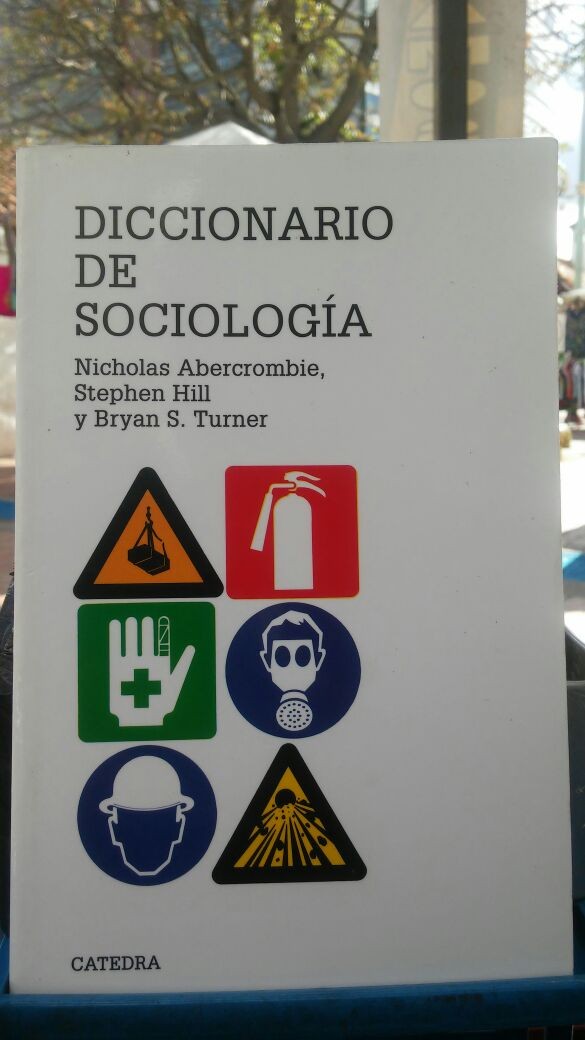 DICCIONARIO
DE
SOCIOLOGÍA
Nicholas Abercrombie,
Stephen Hill
y Bryan S. Turner
CATEDRA